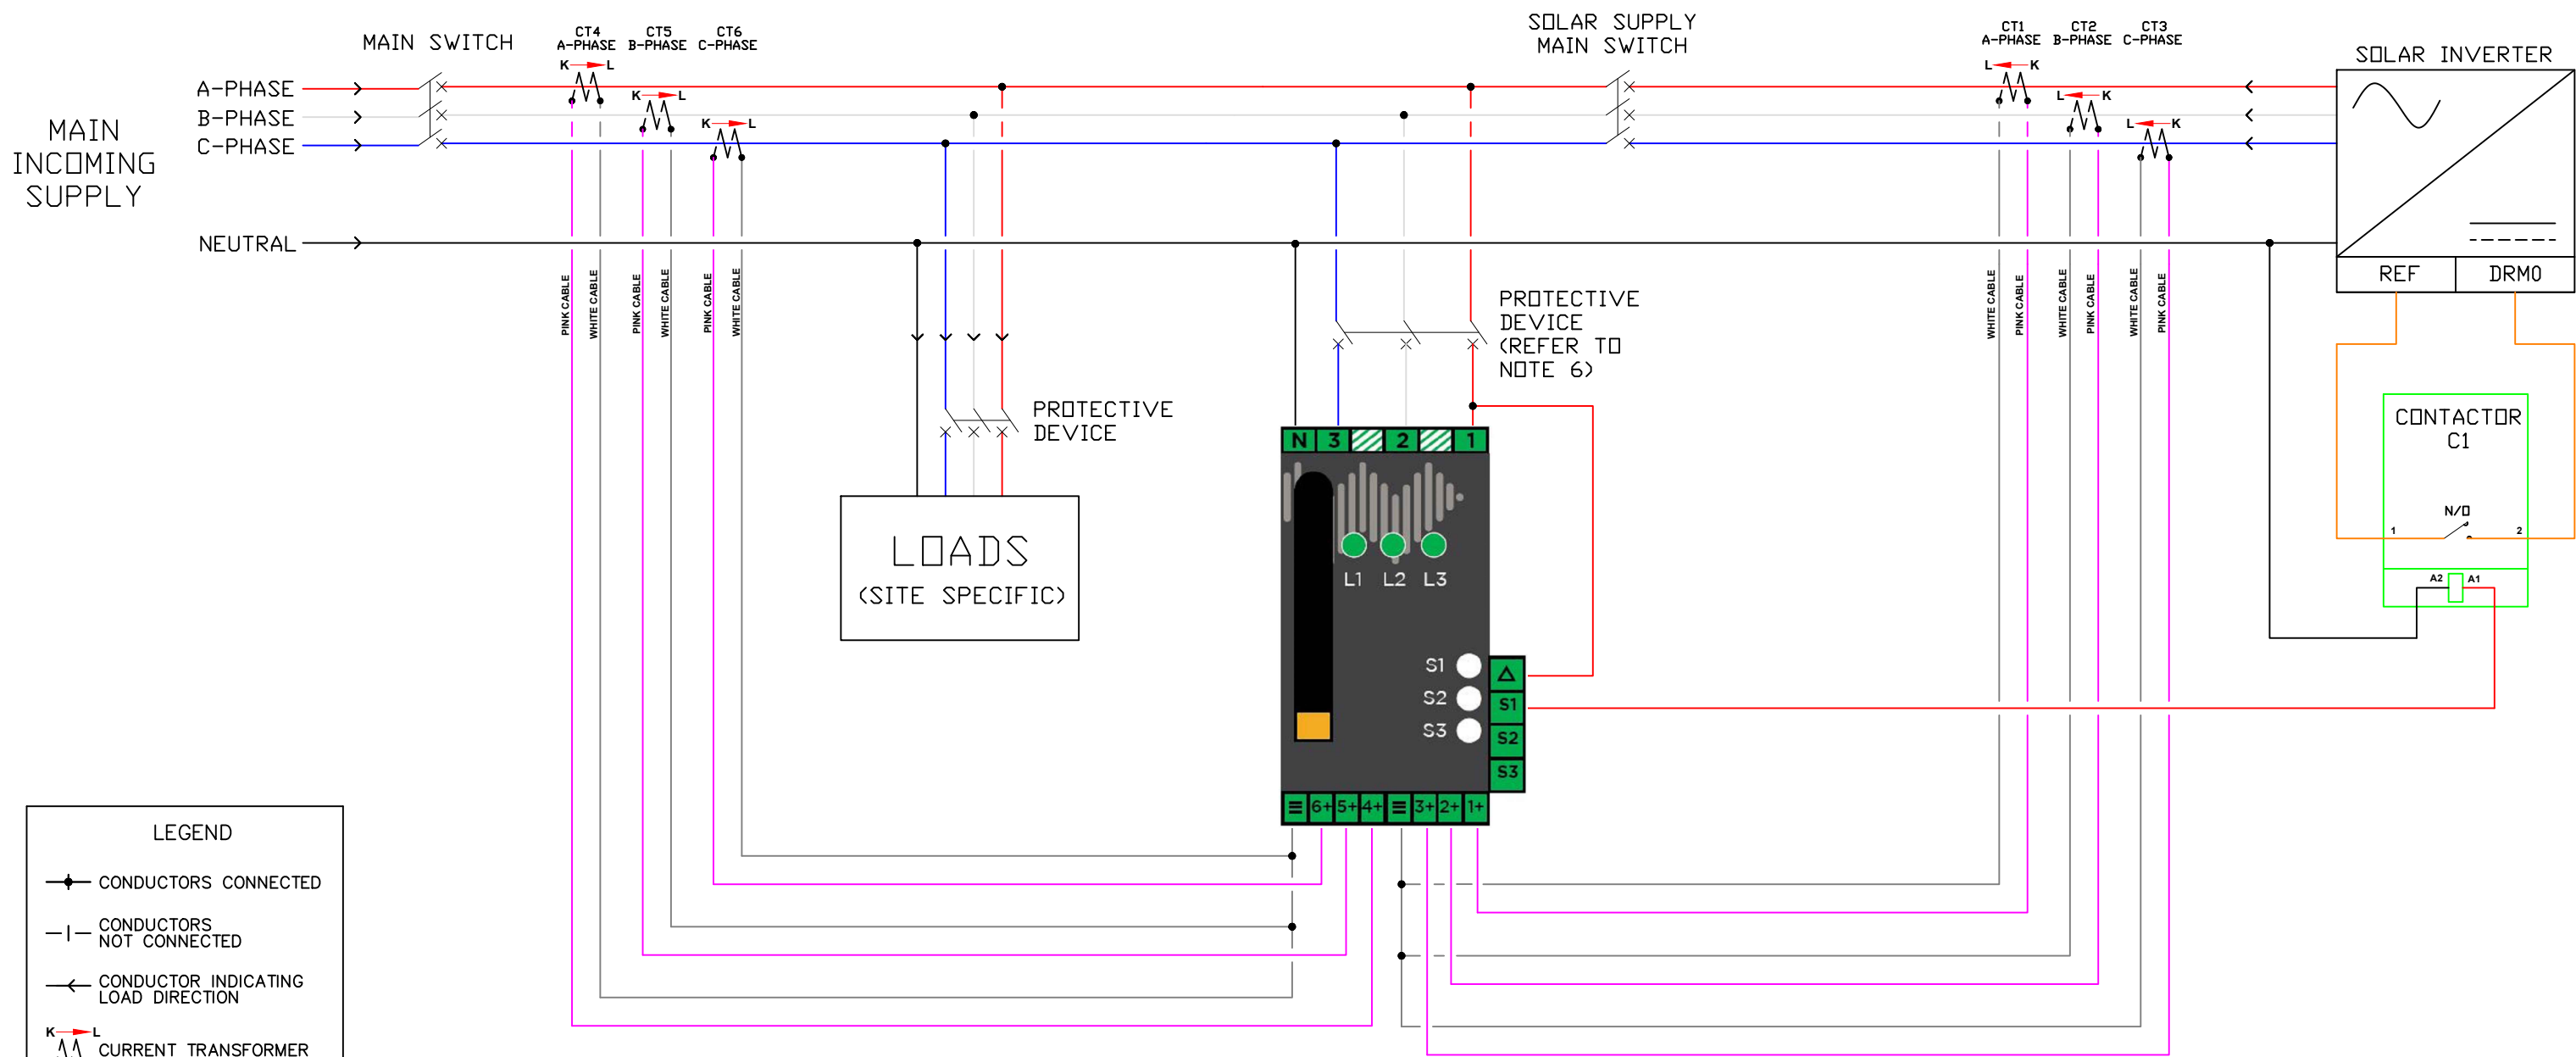 MAIN SWITCH
CT4
A-PHASE
CT5
B-PHASE
CT6
C-PHASE
SOLAR SUPPLY
MAIN SWITCH
CT1
A-PHASE
CT2
B-PHASE
CT3
C-PHASE
SOLAR INVERTER
K L
K L
K L
L K
L K
L K
MAIN
INCOMING
SUPPLY
A-PHASE
B-PHASE
C-PHASE
NEUTRAL
PINK CABLE
WHITE CABLE
PINK CABLE
WHITE CABLE
PINK CABLE
WHITE CABLE
WHITE CABLE
PINK CABLE
WHITE CABLE
PINK CABLE
WHITE CABLE
PINK CABLE
REF DRM0
PROTECTIVE
DEVICE
(REFER TO
NOTE 6)
PROTECTIVE
DEVICE
LOADS
(SITE SPECIFIC)
N 3 2 1
L1 L2 L3
S1
S2
S3
S1
S2
S3
6+ 5+ 4+ 3+ 2+ 1+
CONTACTOR
C1
N/O
1 2
A2 A1
LEGEND
CONDUCTORS CONNECTED
CONDUCTORS
NOT CONNECTED
CONDUCTOR INDICATING
LOAD DIRECTION
K L
CURRENT TRANSFORMER